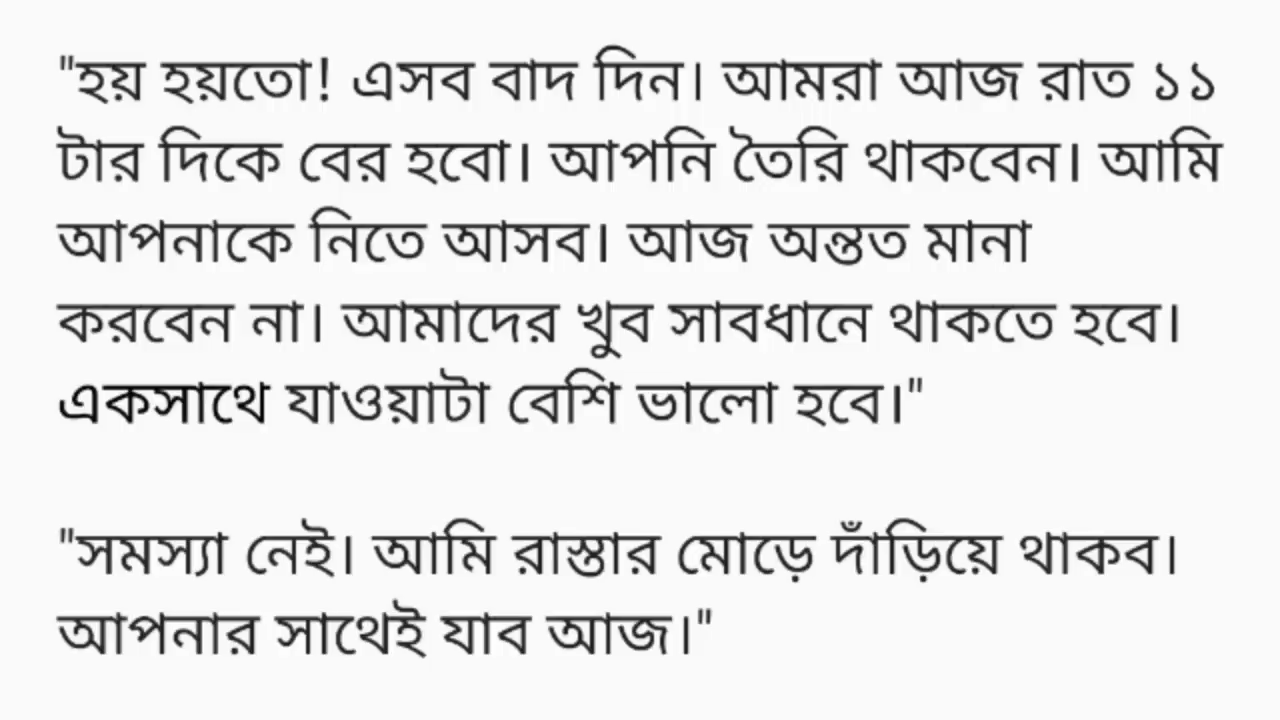 "হয় হয়তো! এসব বাদ দিন। আমরা আজ রাত ১১
টার দিকে বের হবো। আপনি তৈরি থাকবেন। আমি
আপনাকে নিতে আসব। আজ অন্তত মানা
করবেন না। আমাদের খুব সাবধানে থাকতে হবে।
একসাথে যাওয়াটা বেশি ভালো হবে।"
"সমস্যা নেই। আমি রাস্তার মোড়ে দাঁড়িয়ে থাকব।
আপনার সাথেই যাব আজ।"